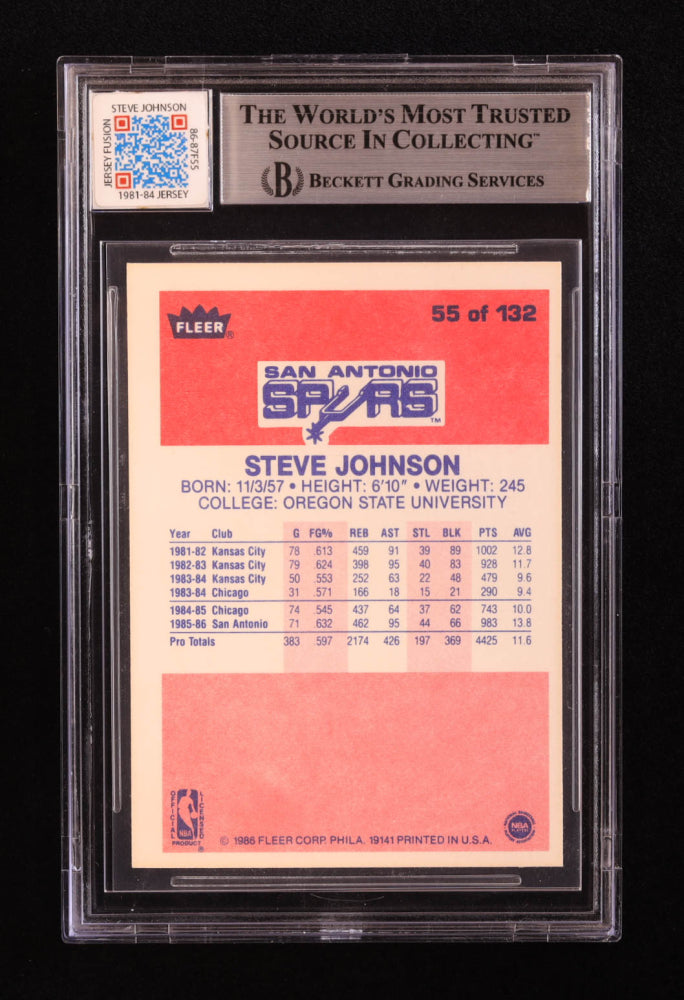 STEVE JOHNSON
JERSEY FUSION
86-87F55
1981-84 JERSEY
THE WORLD'S MOST TRUSTED
SOURCE IN COLLECTING™
B BECKETT GRADING SERVICES
FLEER® 55 of 132
SAN ANTONIO
SPURS™
STEVE JOHNSON
BORN: 11/3/57 • HEIGHT: 6'10" • WEIGHT: 245
COLLEGE: OREGON STATE UNIVERSITY
Year Club G FG% REB AST STL BLK PTS AVG
1981-82 Kansas City 78 .613 459 91 39 89 1002 12.8
1982-83 Kansas City 79 .624 398 95 40 83 928 11.7
1983-84 Kansas City 50 .553 252 63 22 48 479 9.6
1983-84 Chicago 31 .571 166 18 15 21 290 9.4
1984-85 Chicago 74 .545 437 64 37 62 743 10.0
1985-86 San Antonio 71 .632 462 95 44 66 983 13.8
Pro Totals 383 .597 2174 426 197 369 4425 11.6
OFFICIAL LICENSED
NBA
PRODUCT
© 1986 FLEER CORP. PHILA. 19141 PRINTED IN U.S.A.
NBA
PLAYERS